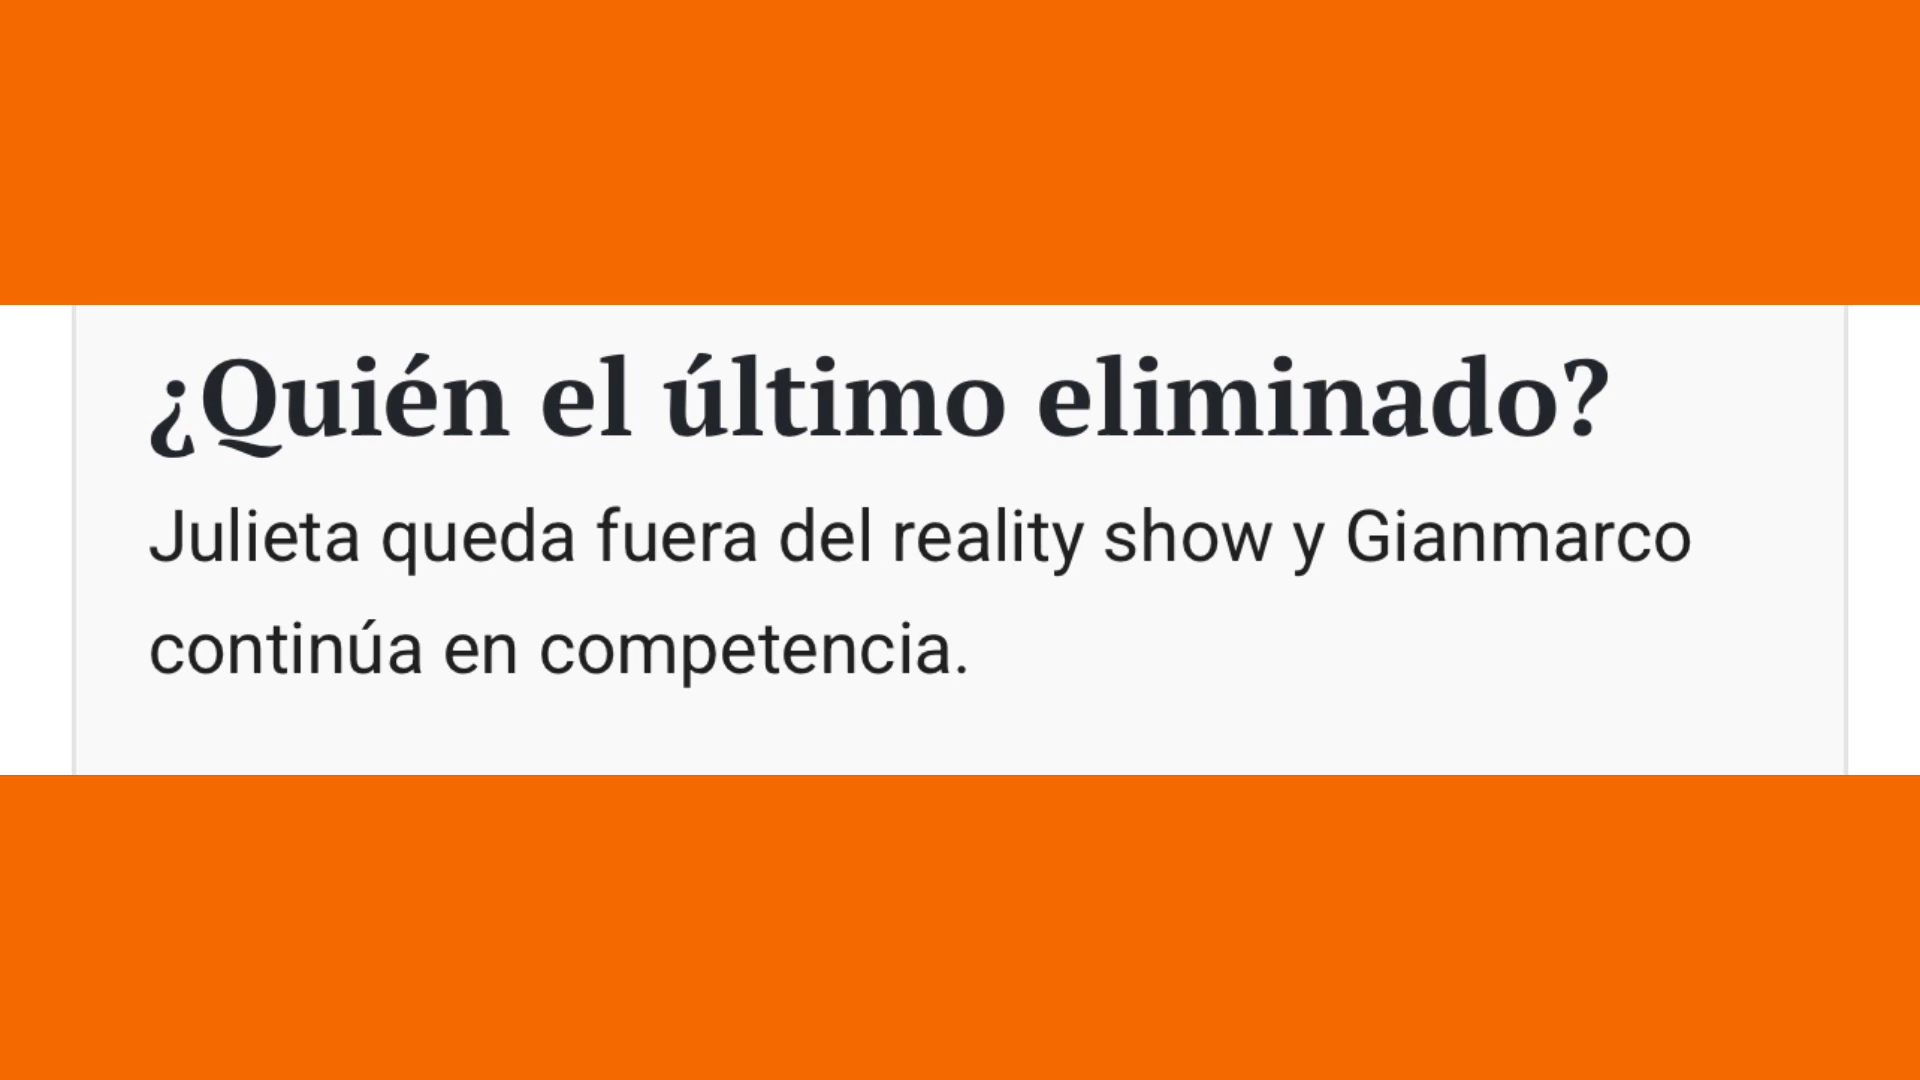 ¿Quién el último eliminado?
Julieta queda fuera del reality show y Gianmarco
continúa en competencia.